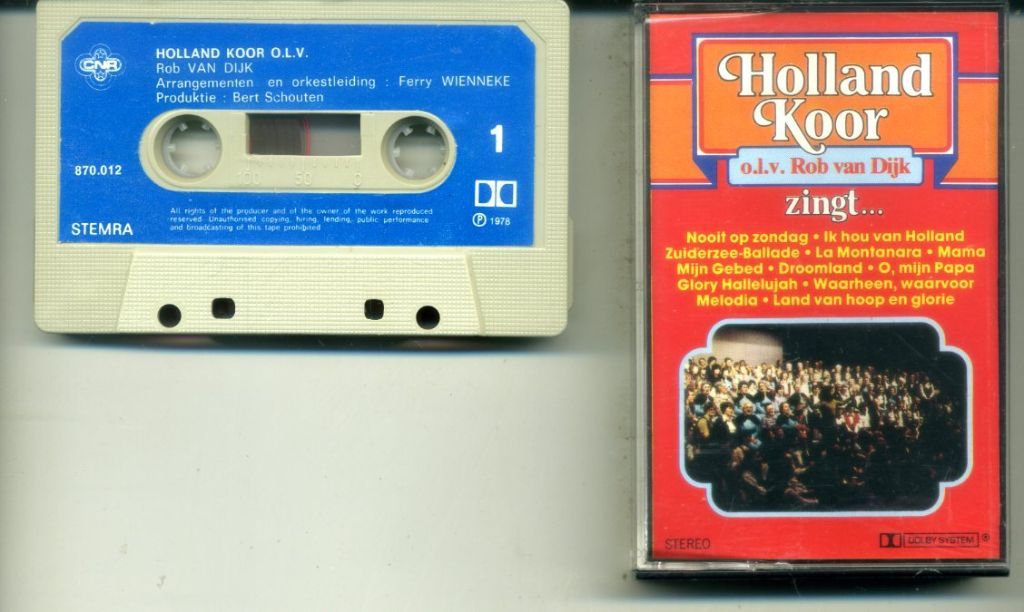 CNR
HOLLAND KOOR O.L.V.
Rob VAN DIJK
Arrangementen en orkestleiding : Ferry WIENNEKE
Produktie : Bert Schouten
1
870.012
100 50 0
STEMRA
All rights of the producer and of the owner of the work reproduced
reserved. Unauthorised copying, hiring, lending, public performance
and broadcasting of this tape prohibited
℗ 1978
Holland
Koor
o.l.v. Rob van Dijk
zingt...
Nooit op zondag • Ik hou van Holland
Zuiderzee-Ballade • La Montanara • Mama
Mijn Gebed • Droomland • O, mijn Papa
Glory Hallelujah • Waarheen, waarvoor
Melodia • Land van hoop en glorie
STEREO
DOLBY SYSTEM ®